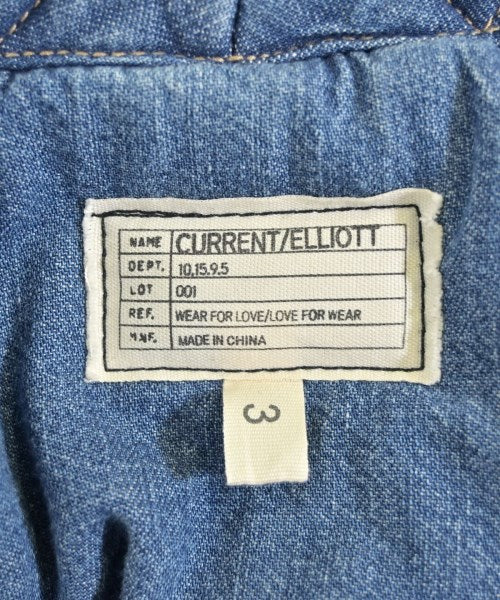 NAME CURRENT/ELLIOTT
DEPT. 10.15.9.5
LOT 001
REF. WEAR FOR LOVE/LOVE FOR WEAR
MNF. MADE IN CHINA
3